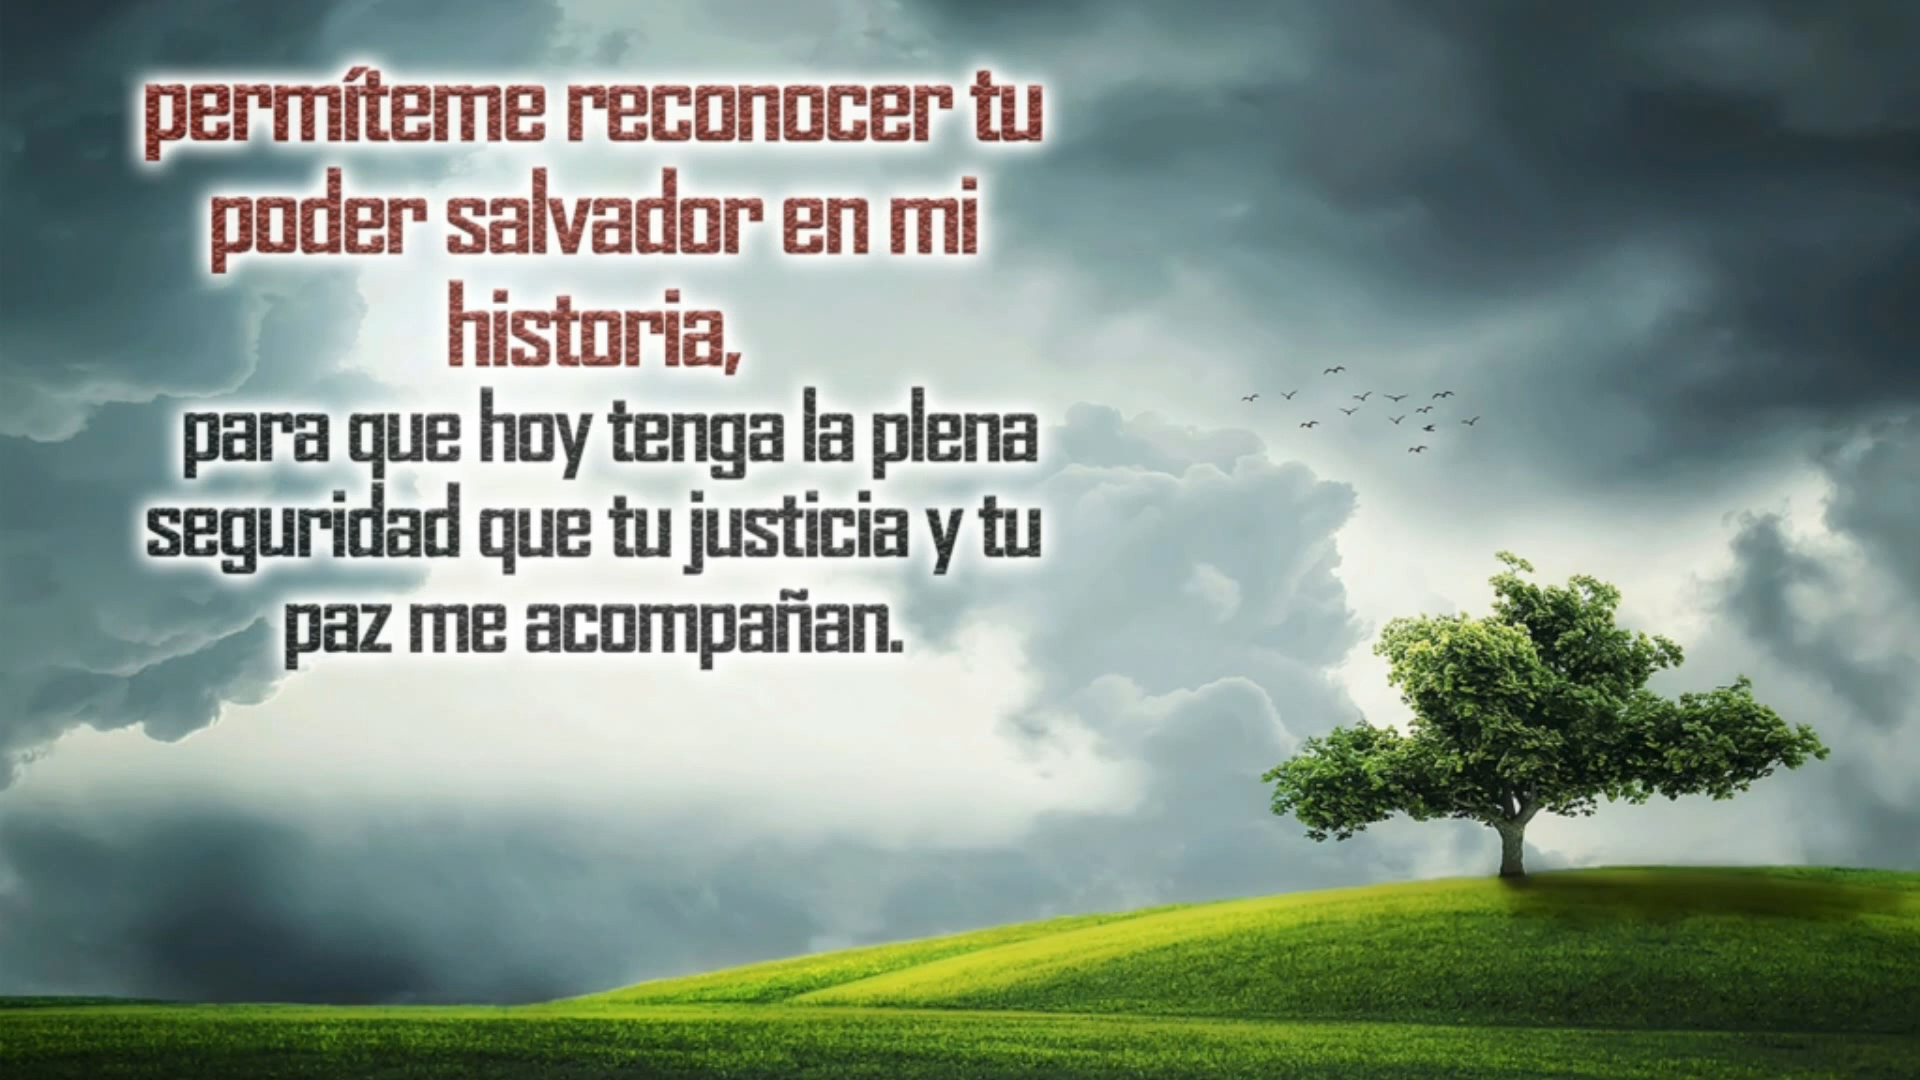 permíteme reconocer tu
poder salvador en mi
historia,
para que hoy tenga la plena
seguridad que tu justicia y tu
paz me acompañan.